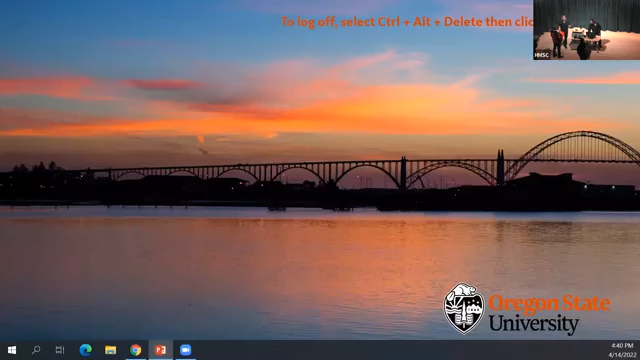 To log off, select Ctrl + Alt + Delete then clic
HMSC
Oregon State
University
4:40 PM
4/14/2022